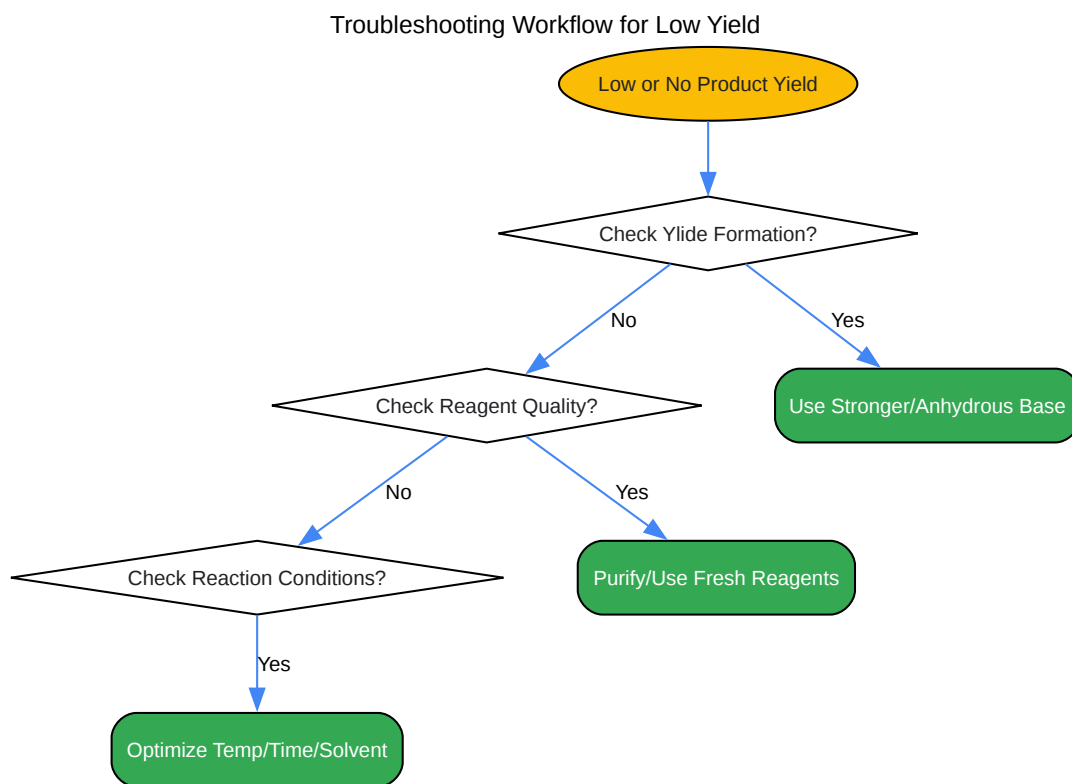 Troubleshooting Workflow for Low Yield
Low or No Product Yield
Check Ylide Formation?
No
Yes
Check Reagent Quality?
Use Stronger/Anhydrous Base
No
Yes
Check Reaction Conditions?
Purify/Use Fresh Reagents
Yes
Optimize Temp/Time/Solvent